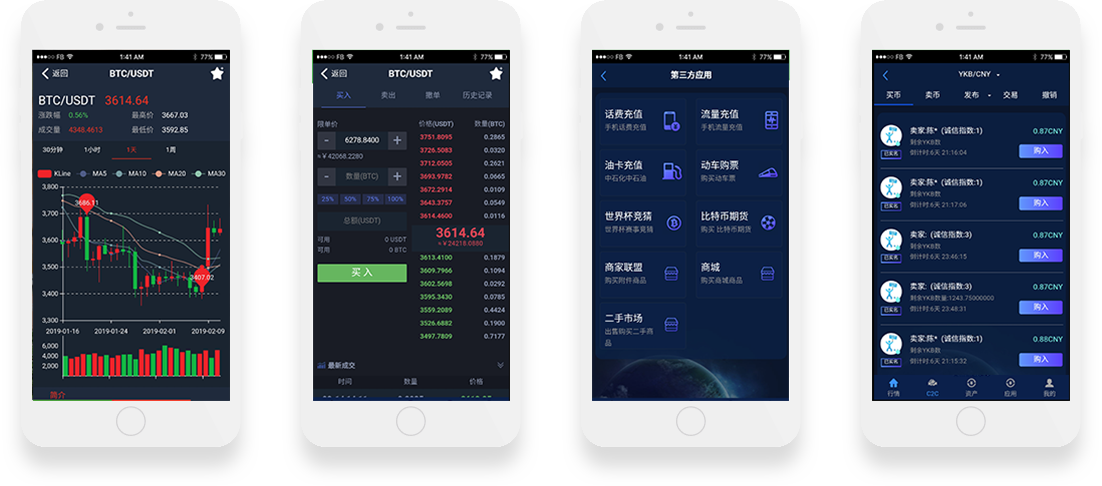 ●●●○○ FB 1:41 AM 77%
返回 BTC/USDT
BTC/USDT 3614.64
涨跌幅 0.56% 最高价 3667.03
成交量 4348.4613 最低价 3592.85
30分钟 1小时 1天 1周
KLine MA5 MA10 MA20 MA30
3,800
3686.11
3,700
3,600
3,500
3407.02
3,400
3,300
2019-01-16 2019-01-24 2019-02-01 2019-02-09
6,000
4,000
2,000
简介
●●●○○ FB 1:41 AM 77%
返回 BTC/USDT
买入 卖出 撤单 历史记录
限单价 价格(USDT) 数量(BTC)
- 6278.8400 +
≈￥42068.2280
- 数量(BTC) +
25% 50% 75% 100%
总额(USDT)
可用 0 USDT
可用 0 BTC
买 入
3751.8095 0.2865
3726.5083 0.0320
3712.0505 0.2621
3693.9782 0.0665
3672.2914 0.0109
3643.3757 0.0549
3614.4600 0.0116
3614.64
≈￥24218.0880
3613.4100 0.1879
3609.7966 0.1094
3602.5698 0.0292
3595.3430 0.0785
3559.2089 0.4424
3526.6882 0.1900
3497.7809 0.7177
最新成交
时间 数量 价格
●●●○○ FB 1:41 AM 77%
第三方应用
话费充值
手机话费充值
流量充值
手机流量充值
油卡充值
中石化中石油
动车购票
购买动车票
世界杯竞猜
世界杯赛事竞猜
比特币期货
购买 比特币期货
商家联盟
购买附件商品
商城
购买商城商品
二手市场
出售购买二手商
品
●●●○○ FB 1:41 AM 77%
YKB/CNY
买币 卖币 发布 交易 撤销
卖家:陈* (诚信指数:1) 0.87CNY
剩余YKB数
倒计时:6天 21:16:04 购入
已实名
卖家:陈* (诚信指数:1) 0.87CNY
剩余YKB数
倒计时:6天 21:17:06 购入
已实名
卖家: (诚信指数:3) 0.87CNY
剩余YKB数
倒计时:6天 23:46:15 购入
已实名
卖家: (诚信指数:3) 0.87CNY
剩余YKB数量:1243.75000000
倒计时:6天 23:48:31 购入
已实名
卖家:陈* (诚信指数:1) 0.88CNY
剩余YKB数
倒计时:6天 21:15:32 购入
已实名
行情 C2C 资产 应用 我的